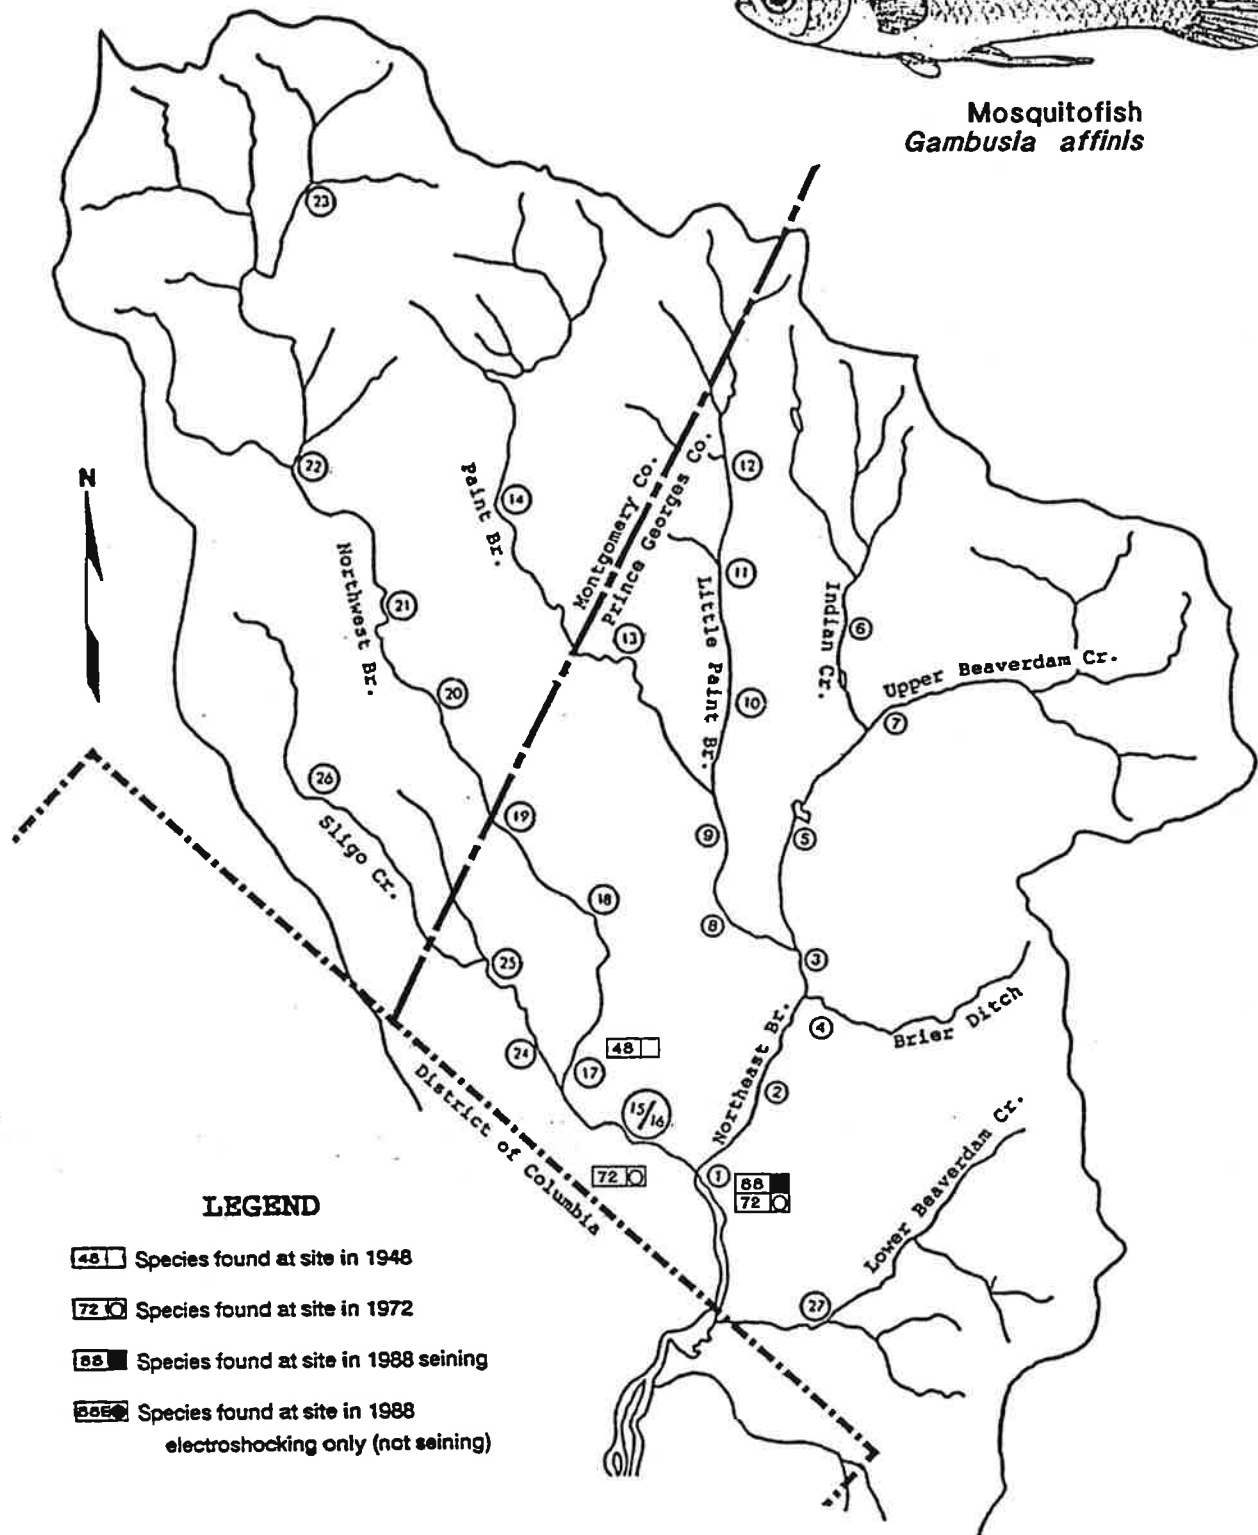 Mosquitofish
Gambusia affinis
23
22
14
12
N
Paint Br.
Montgomery Co.
Prince Georges Co.
11
Northwest Br.
21
13
Little Paint Br.
Indian Cr.
6
Upper Beaverdam Cr.
20
10
7
26
19
9
5
Sligo Cr.
18
8
25
3
4
Brier Ditch
24
17
48
Northeast Br.
2
15/16
District of Columbia
72
1
88
72
Lower Beaverdam Cr.
27
LEGEND
48 Species found at site in 1948
72 Species found at site in 1972
88 Species found at site in 1988 seining
88E Species found at site in 1988
electroshocking only (not seining)